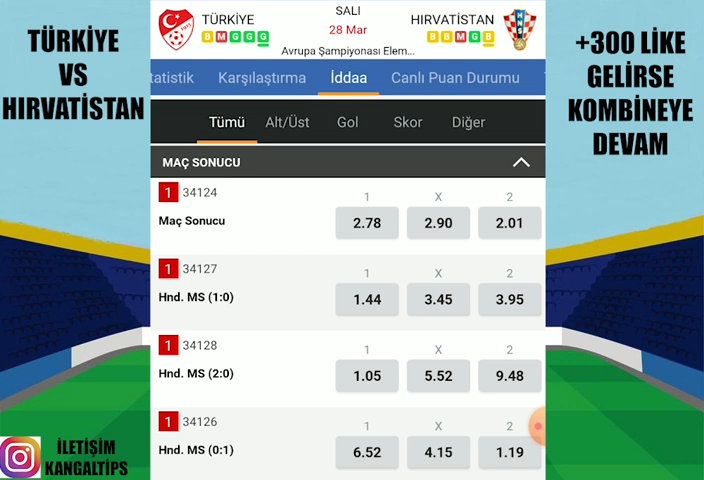 TÜRKİYE
VS
HIRVATİSTAN
TÜRKİYE
B M G G G
SALI
28 Mar
Avrupa Şampiyonası Elem...
HIRVATİSTAN
B B M G B
+300 LİKE
GELİRSE
KOMBİNEYE
DEVAM
tatistik Karşılaştırma İddaa Canlı Puan Durumu
Tümü Alt/Üst Gol Skor Diğer
MAÇ SONUCU
1 34124
Maç Sonucu
1 X 2
2.78 2.90 2.01
1 34127
Hnd. MS (1:0)
1 X 2
1.44 3.45 3.95
1 34128
Hnd. MS (2:0)
1 X 2
1.05 5.52 9.48
1 34126
Hnd. MS (0:1)
1 X 2
6.52 4.15 1.19
İLETİŞİM
KANGALTİPS